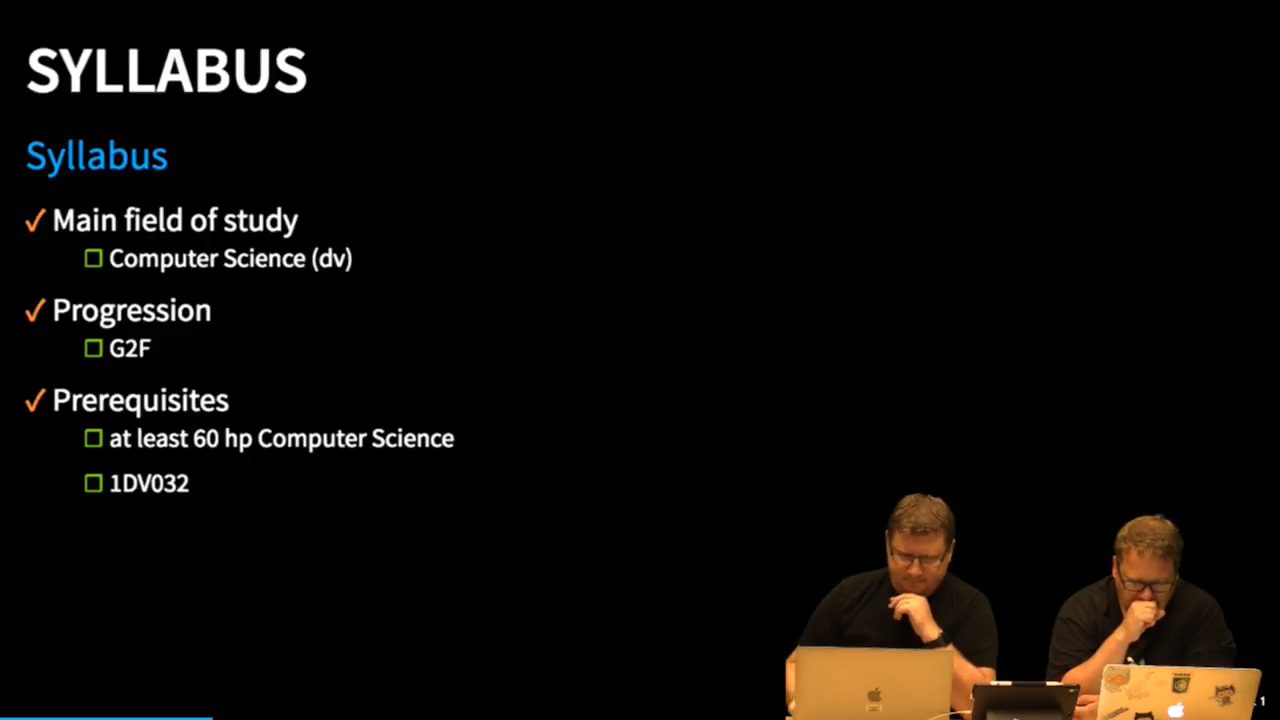 SYLLABUS
Syllabus
✓ Main field of study
☐ Computer Science (dv)
✓ Progression
☐ G2F
✓ Prerequisites
☐ at least 60 hp Computer Science
☐ 1DV032
1